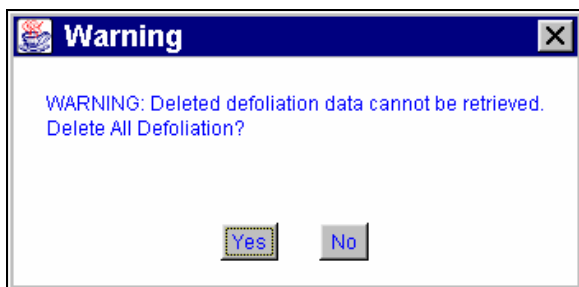 Warning
WARNING: Deleted defoliation data cannot be retrieved.
Delete All Defoliation?
Yes No